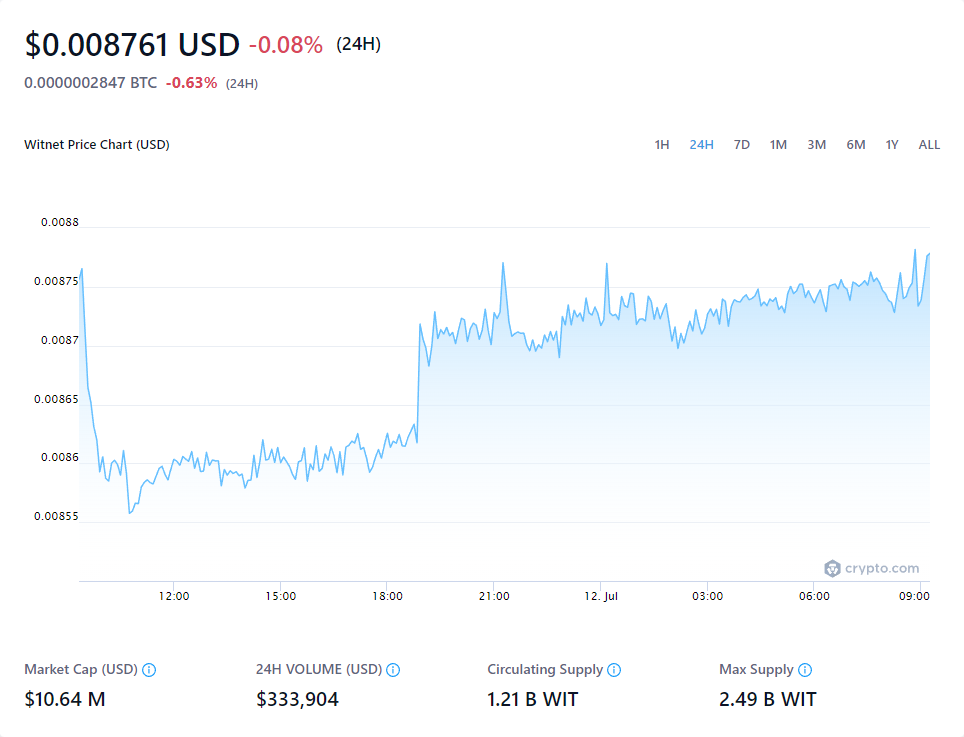 $0.008761 USD -0.08% (24H)
0.0000002847 BTC -0.63% (24H)
Witnet Price Chart (USD) 1H 24H 7D 1M 3M 6M 1Y ALL
0.0088
0.00875
0.0087
0.00865
0.0086
0.00855
crypto.com
12:00 15:00 18:00 21:00 12. Jul 03:00 06:00 09:00
Market Cap (USD) 24H VOLUME (USD) Circulating Supply Max Supply
$10.64 M $333,904 1.21 B WIT 2.49 B WIT